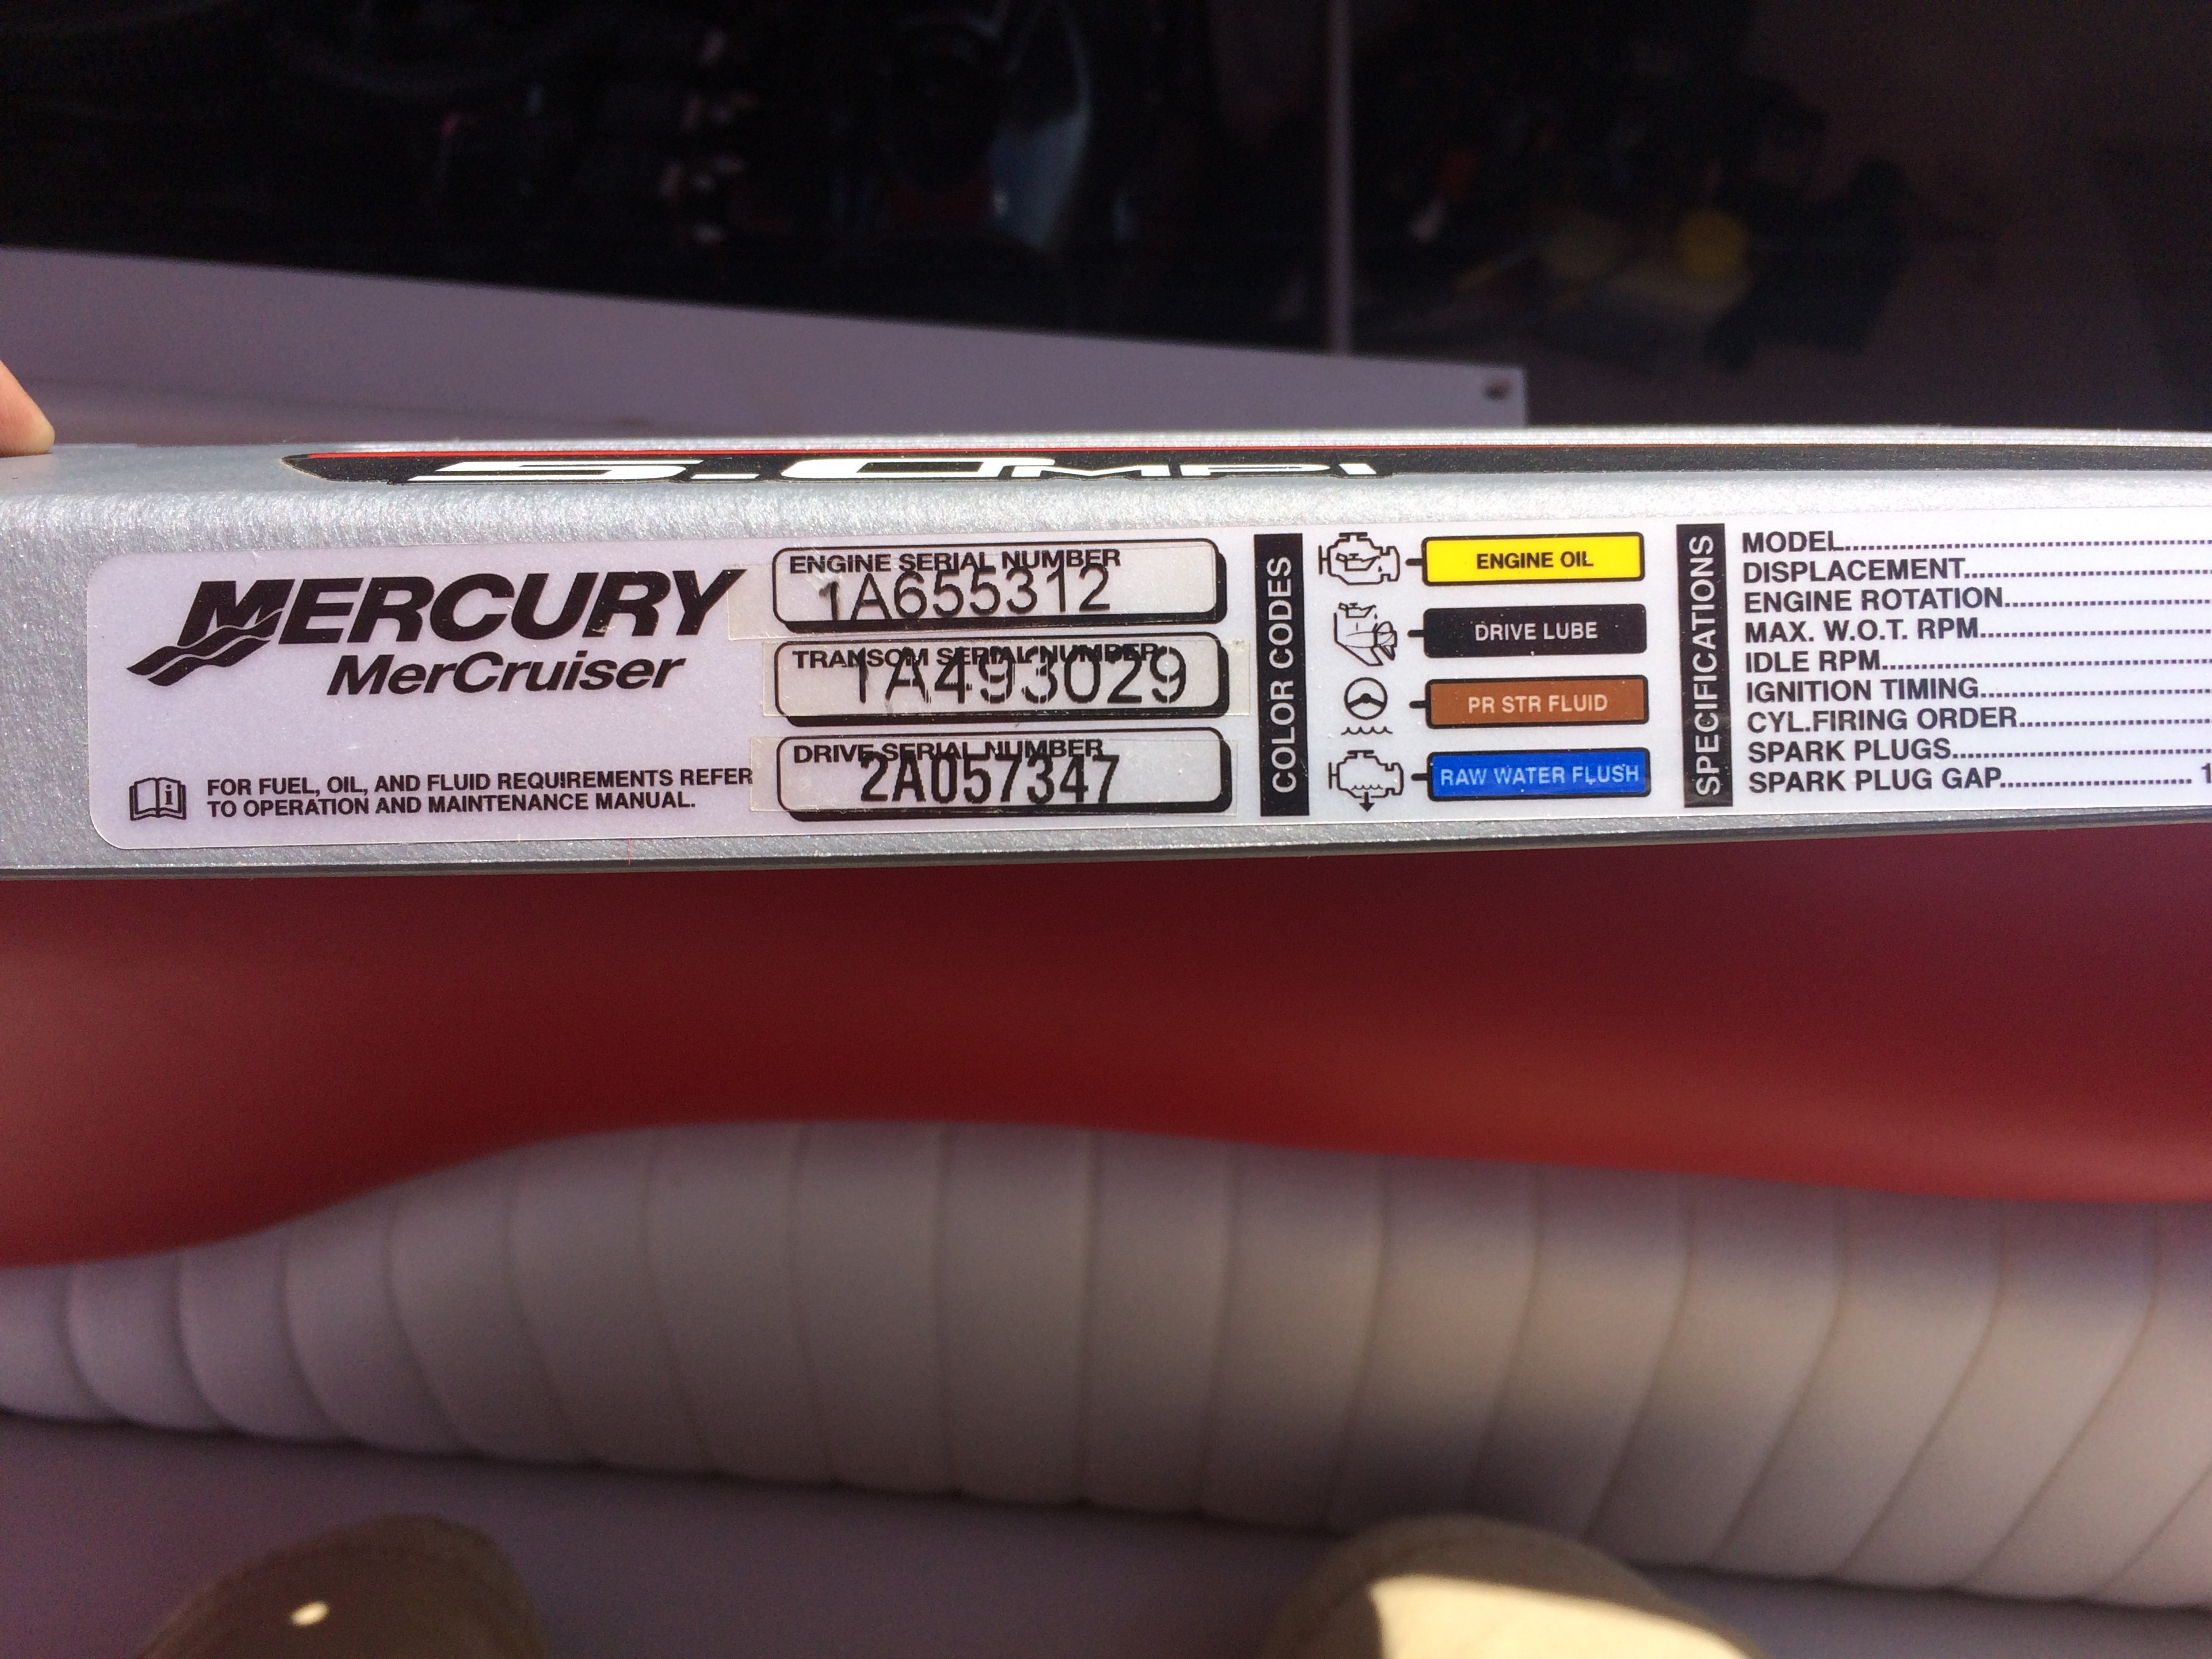 5.0 MPI
MERCURY
MerCruiser
FOR FUEL, OIL, AND FLUID REQUIREMENTS REFER
TO OPERATION AND MAINTENANCE MANUAL.
ENGINE SERIAL NUMBER
1A655312
TRANSOM SERIAL NUMBER
1A493029
DRIVE SERIAL NUMBER
2A057347
COLOR CODES
ENGINE OIL
DRIVE LUBE
PR STR FLUID
RAW WATER FLUSH
SPECIFICATIONS
MODEL
DISPLACEMENT
ENGINE ROTATION
MAX. W.O.T. RPM
IDLE RPM
IGNITION TIMING
CYL.FIRING ORDER
SPARK PLUGS
SPARK PLUG GAP